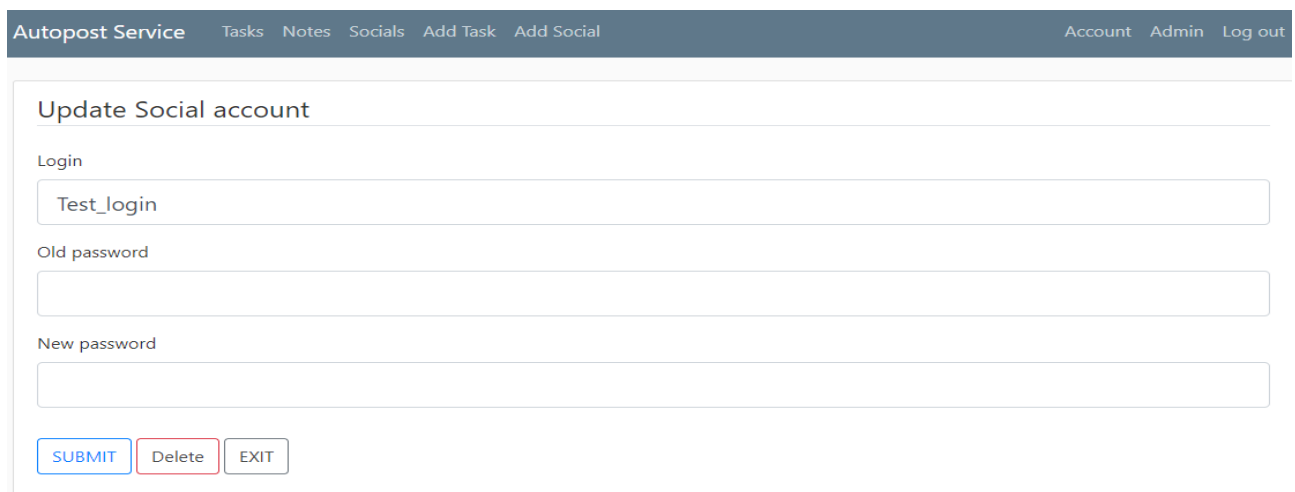 Autopost Service Tasks Notes Socials Add Task Add Social Account Admin Log out
Update Social account
Login
Test_login
Old password
New password
SUBMIT Delete EXIT